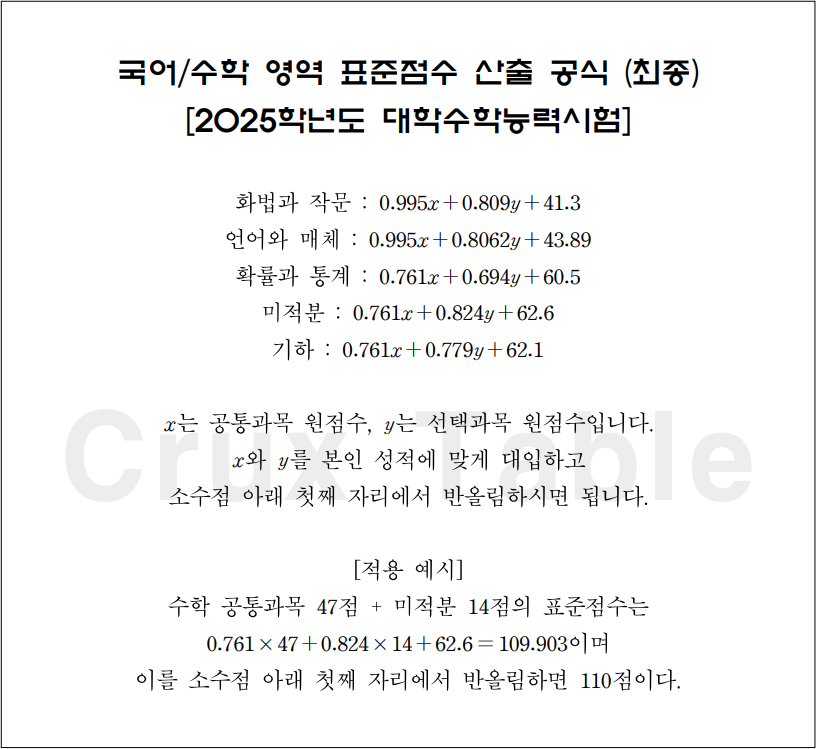 국어/수학 영역 표준점수 산출 공식 (최종)
[2025학년도 대학수학능력시험]
화법과 작문 : 0.995x+0.809y+41.3
언어와 매체 : 0.995x+0.8062y+43.89
확률과 통계 : 0.761x+0.694y+60.5
미적분 : 0.761x+0.824y+62.6
기하 : 0.761x+0.779y+62.1
Crux Table
x는 공통과목 원점수, y는 선택과목 원점수입니다.
x와 y를 본인 성적에 맞게 대입하고
소수점 아래 첫째 자리에서 반올림하시면 됩니다.
[적용 예시]
수학 공통과목 47점 + 미적분 14점의 표준점수는
0.761×47+0.824×14+62.6=109.903이며
이를 소수점 아래 첫째 자리에서 반올림하면 110점이다.